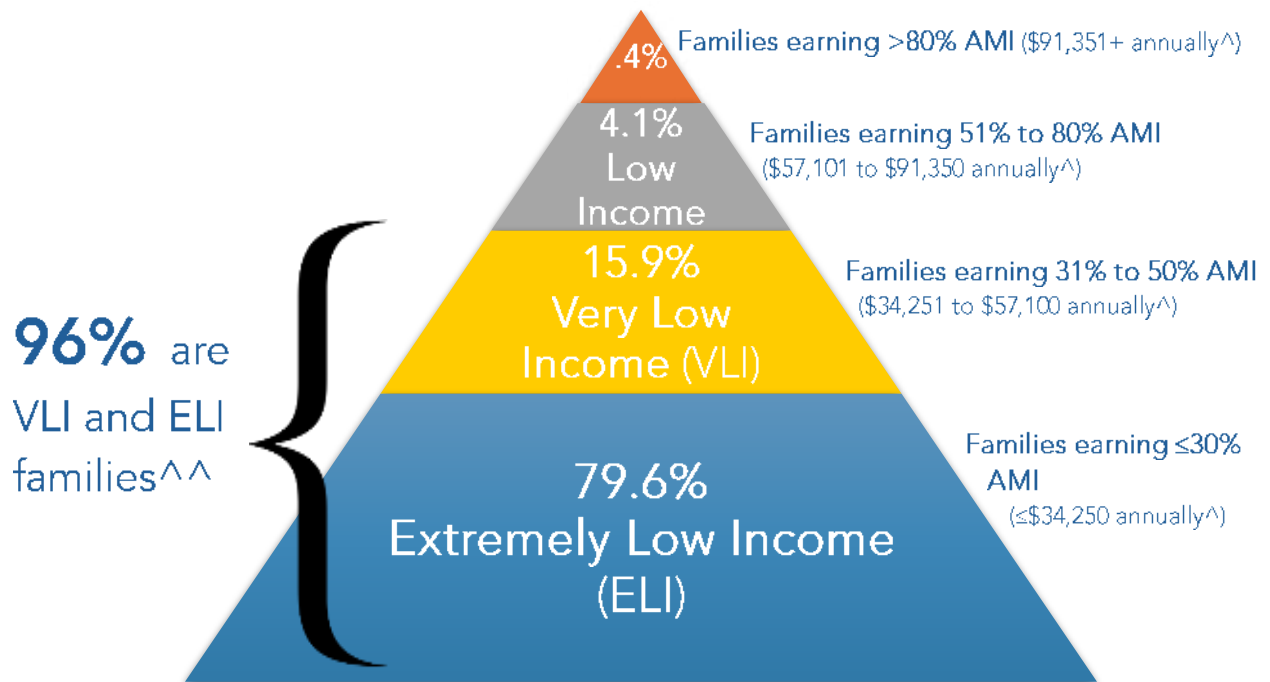 .4%
Families earning >80% AMI ($91,351+ annually^)
4.1%
Low
Income
Families earning 51% to 80% AMI
($57,101 to $91,350 annually^)
15.9%
Very Low
Income (VLI)
Families earning 31% to 50% AMI
($34,251 to $57,100 annually^)
96% are
VLI and ELI
families^^
79.6%
Extremely Low Income
(ELI)
Families earning ≤30%
AMI
(≤$34,250 annually^)